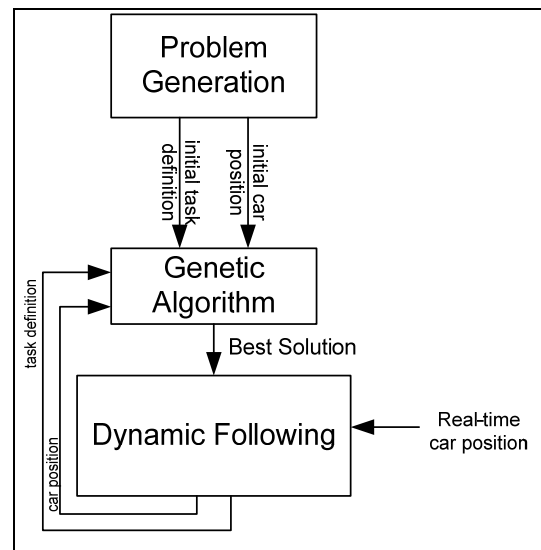 Problem
Generation
initial task
definition
initial car
position
Genetic
Algorithm
Best Solution
task definition
car position
Dynamic Following
Real-time
car position